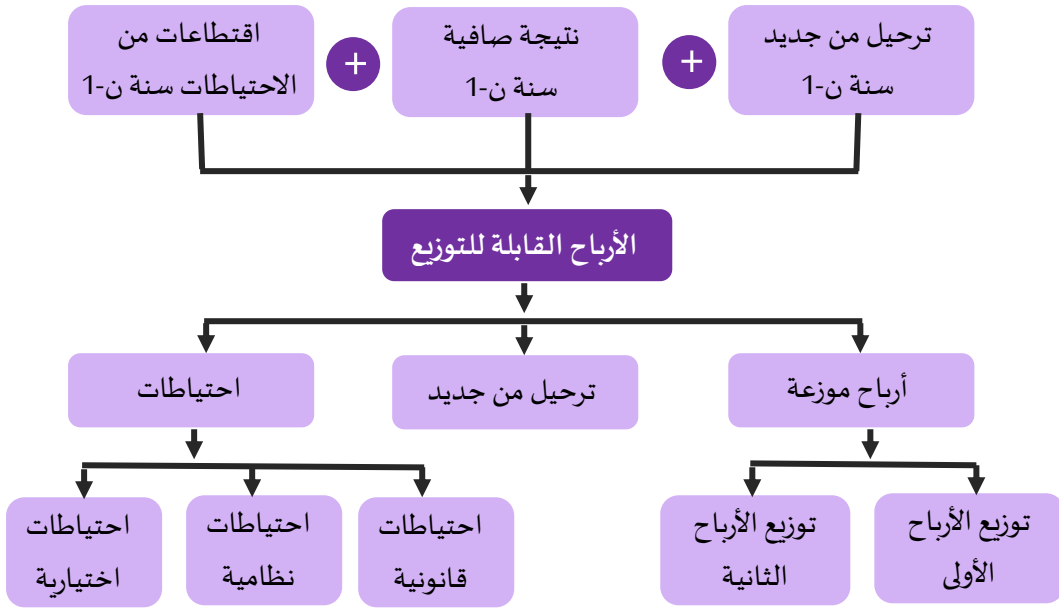 ترحيل من جديد
سنة ن-1
+
نتيجة صافية
سنة ن-1
+
اقتطاعات من
الاحتياطات سنة ن-1
الأرباح القابلة للتوزيع
أرباح موزعة
ترحيل من جديد
احتياطات
توزيع الأرباح
الأولى
توزيع الأرباح
الثانية
احتياطات
قانونية
احتياطات
نظامية
احتياطات
اختيارية